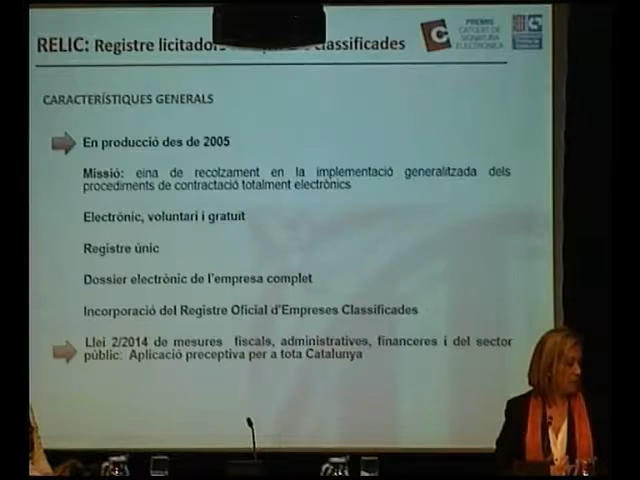 RELIC: Registre licitadors classificades
PREMIS
CATCERT DE
SIGNATURA
ELECTRÒNICA
CARACTERÍSTIQUES GENERALS
En producció des de 2005
Missió: eina de recolzament en la implementació generalitzada dels
procediments de contractació totalment electrònics
Electrònic, voluntari i gratuït
Registre únic
Dossier electrònic de l'empresa complet
Incorporació del Registre Oficial d'Empreses Classificades
Llei 2/2014 de mesures fiscals, administratives, financeres i del sector
públic: Aplicació preceptiva per a tota Catalunya